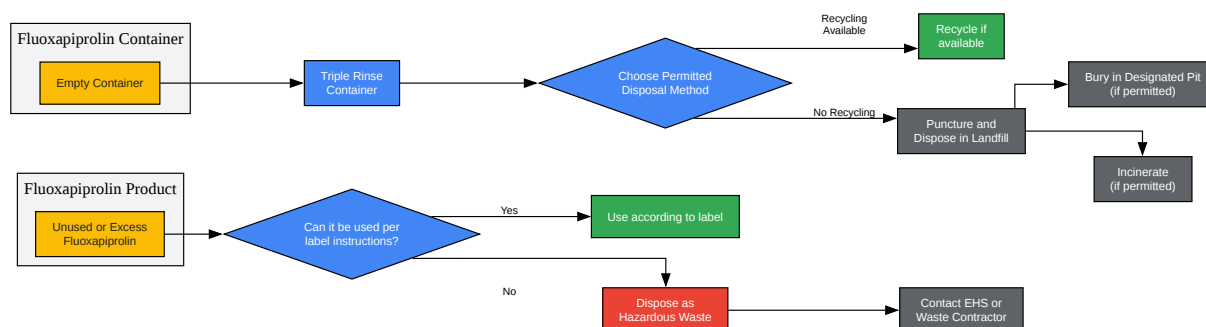 Fluoxapiprolin Container
Empty Container
Triple Rinse
Container
Choose Permitted
Disposal Method
Recycling
Available
Recycle if
available
No Recycling
Puncture and
Dispose in Landfill
Bury in Designated Pit
(if permitted)
Incinerate
(if permitted)
Fluoxapiprolin Product
Unused or Excess
Fluoxapiprolin
Can it be used per
label instructions?
Yes
Use according to label
No
Dispose as
Hazardous Waste
Contact EHS or
Waste Contractor